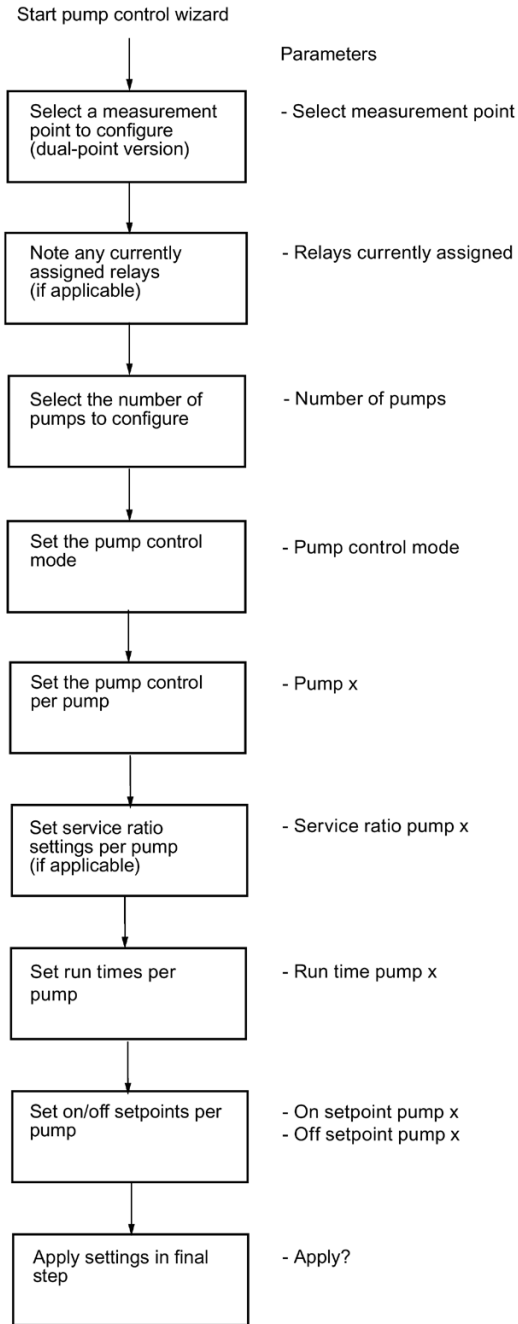 Start pump control wizard
Parameters
Select a measurement
point to configure
(dual-point version)
- Select measurement point
Note any currently
assigned relays
(if applicable)
- Relays currently assigned
Select the number of
pumps to configure
- Number of pumps
Set the pump control
mode
- Pump control mode
Set the pump control
per pump
- Pump x
Set service ratio
settings per pump
(if applicable)
- Service ratio pump x
Set run times per
pump
- Run time pump x
Set on/off setpoints per
pump
- On setpoint pump x
- Off setpoint pump x
Apply settings in final
step
- Apply?